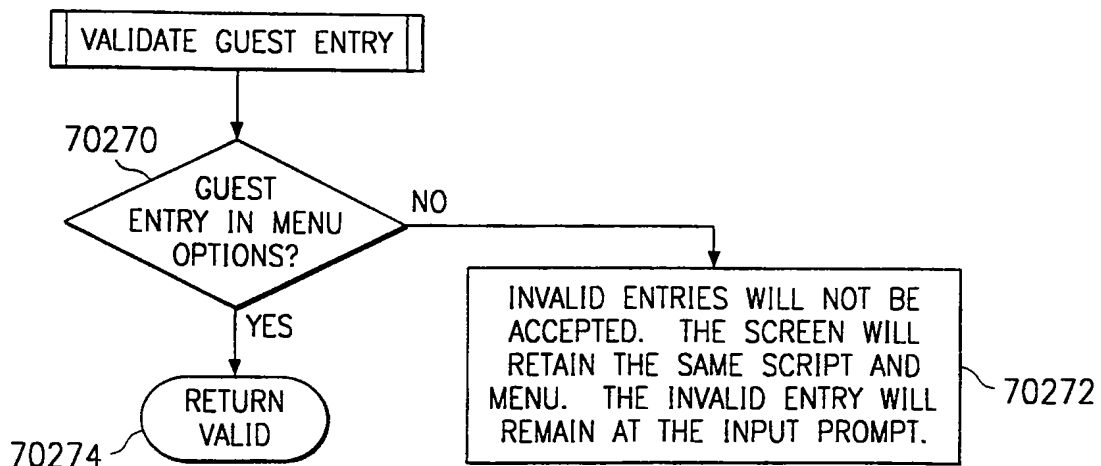 VALIDATE GUEST ENTRY
70270
GUEST
ENTRY IN MENU
OPTIONS?
NO
YES
INVALID ENTRIES WILL NOT BE
ACCEPTED. THE SCREEN WILL
RETAIN THE SAME SCRIPT AND
MENU. THE INVALID ENTRY WILL
REMAIN AT THE INPUT PROMPT.
70272
RETURN
VALID
70274